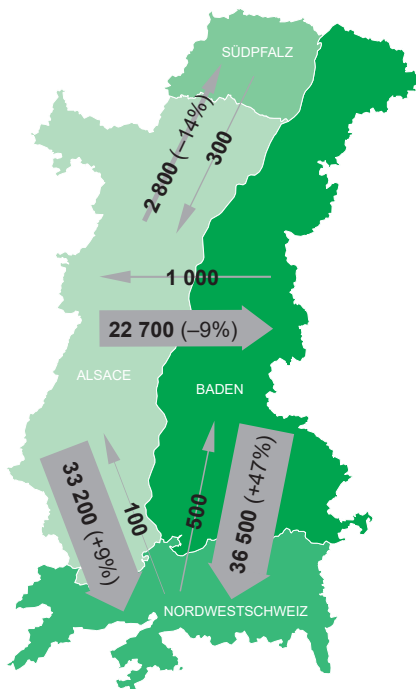 SÜDPFALZ
2 800 (–14%)
300
1 000
22 700 (–9%)
ALSACE
BADEN
33 200 (+9%)
100
500
36 500 (+47%)
NORDWESTSCHWEIZ